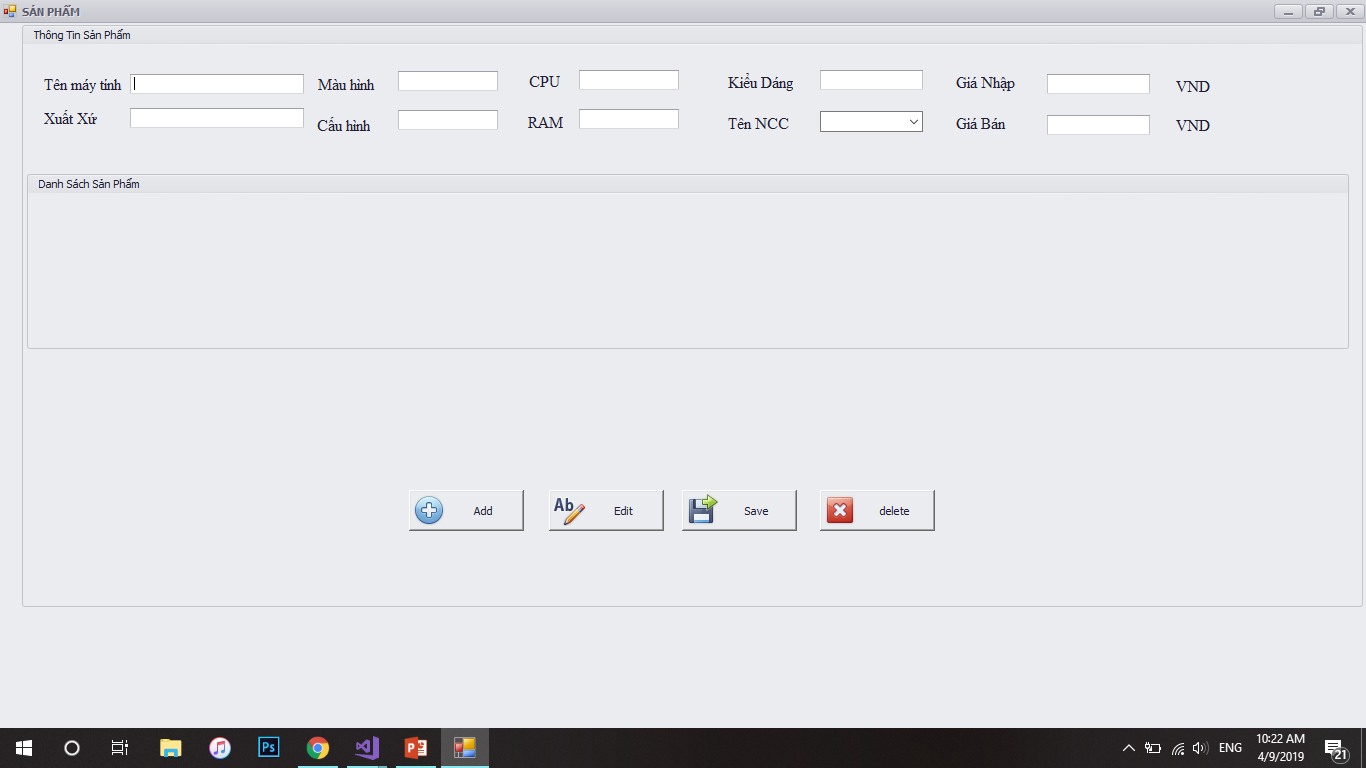 SẢN PHẨM
Thông Tin Sản Phẩm
Tên máy tính Màu hình CPU Kiểu Dáng Giá Nhập VND
Xuất Xứ Cấu hình RAM Tên NCC Giá Bán VND
Danh Sách Sản Phẩm
Add Edit Save delete
Ab
Ps
P
ENG
10:22 AM
4/9/2019
21